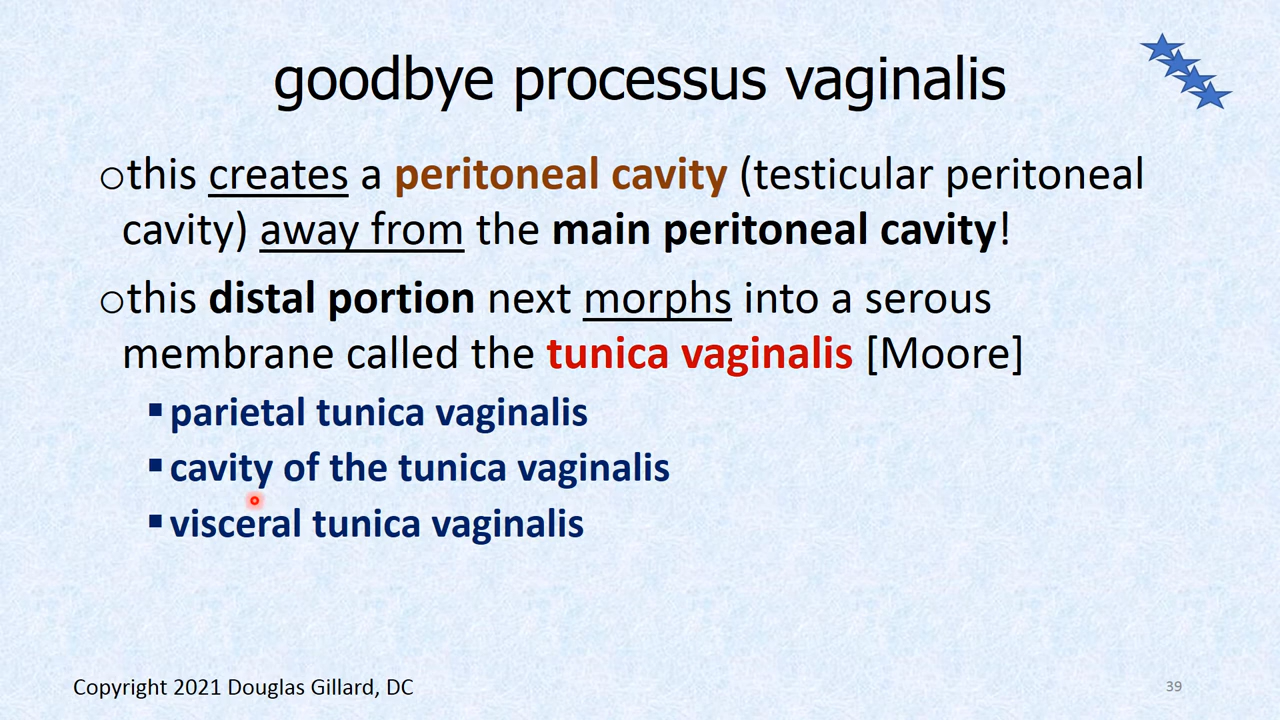 goodbye processus vaginalis
this creates a peritoneal cavity (testicular peritoneal
cavity) away from the main peritoneal cavity!
this distal portion next morphs into a serous
membrane called the tunica vaginalis [Moore]
parietal tunica vaginalis
cavity of the tunica vaginalis
visceral tunica vaginalis
Copyright 2021 Douglas Gillard, DC
39